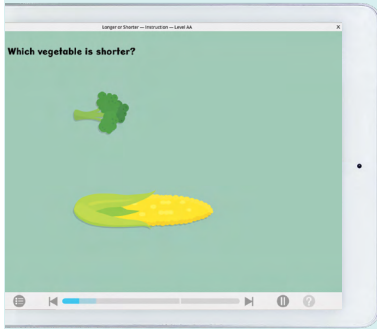 Longer or Shorter — Instruction — Level AA X
Which vegetable is shorter?
?